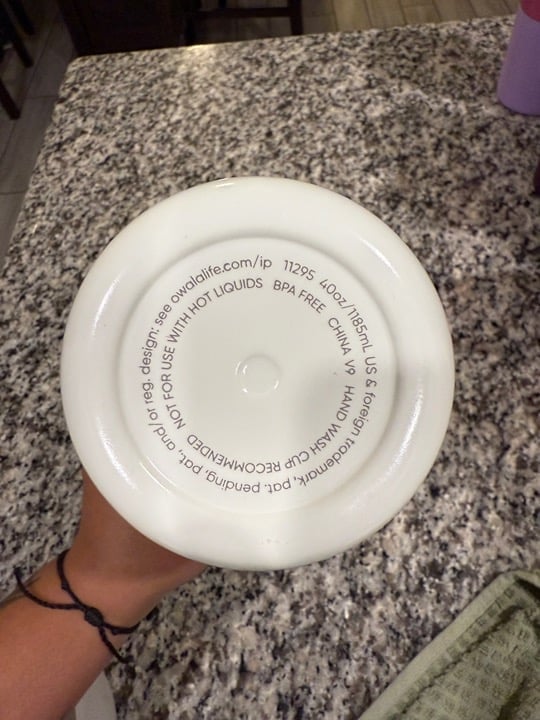 owalalife.com/ip 11295 40oz/1185mL US & foreign trademark, pat. pending, pat., and/or reg. design: see
NOT FOR USE WITH HOT LIQUIDS BPA FREE CHINA V9 HAND WASH CUP RECOMMENDED